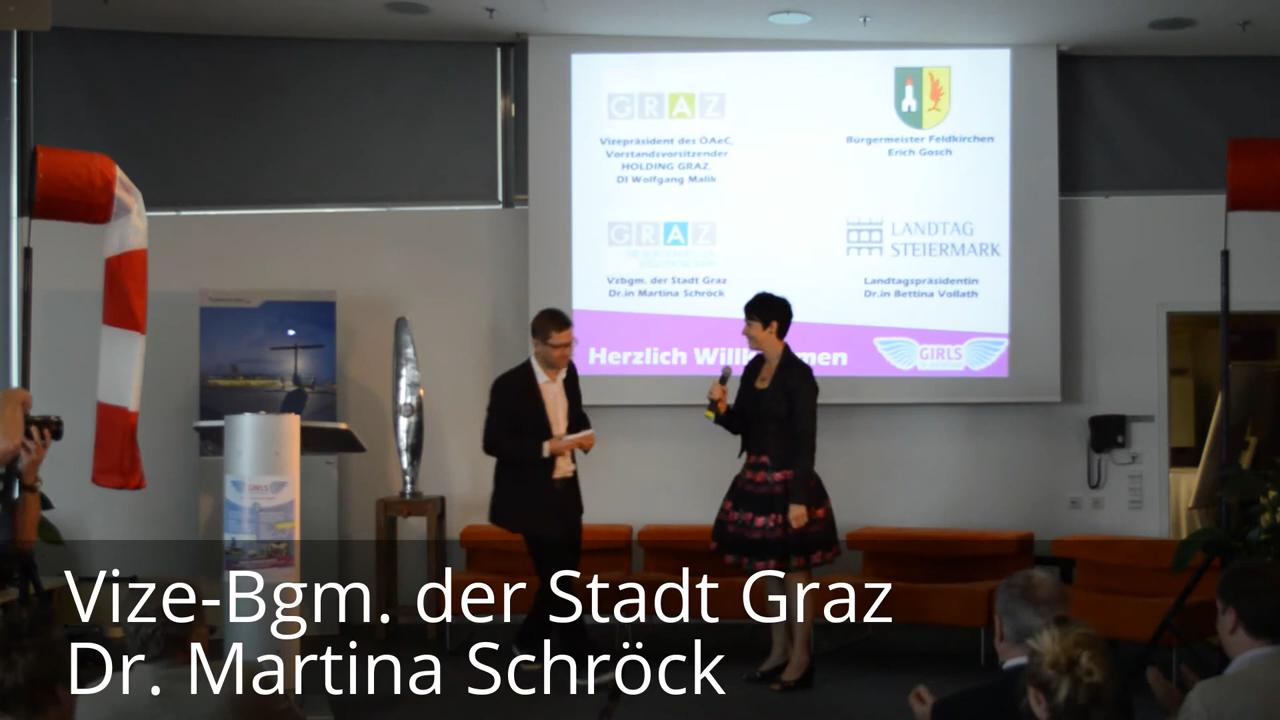 GRAZ
Vizepräsident des ÖAeC,
Vorstandsvorsitzender
HOLDING GRAZ,
DI Wolfgang Malik
Bürgermeister Feldkirchen
Erich Gosch
GRAZ
Vzbgm. der Stadt Graz
Dr.in Martina Schröck
LANDTAG
STEIERMARK
Landtagspräsidentin
Dr.in Bettina Vollath
Herzlich Willk men
GIRLS
GIRLS
Vize-Bgm. der Stadt Graz
Dr. Martina Schröck